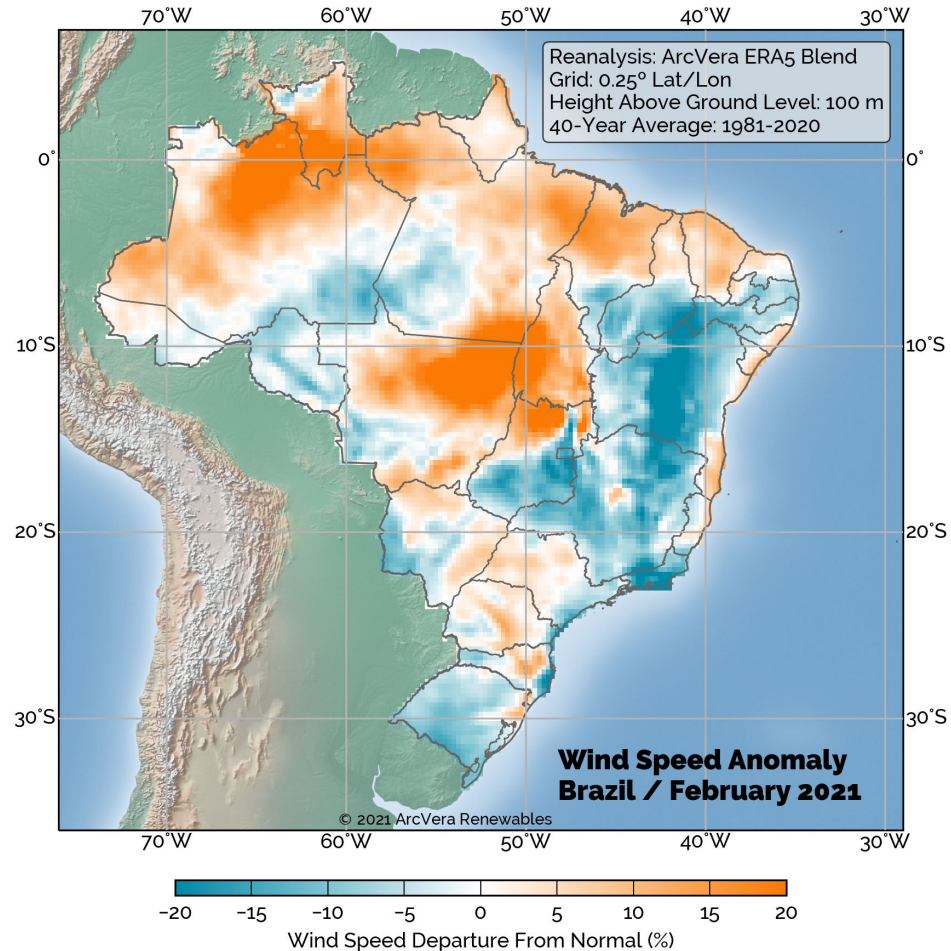 70°W 60°W 50°W 40°W 30°W
Reanalysis: ArcVera ERA5 Blend
Grid: 0.25º Lat/Lon
Height Above Ground Level: 100 m
40-Year Average: 1981-2020
0° 0°
10°S 10°S
20°S 20°S
30°S 30°S
Wind Speed Anomaly
Brazil / February 2021
© 2021 ArcVera Renewables
70°W 60°W 50°W 40°W 30°W
−20 −15 −10 −5 0 5 10 15 20
Wind Speed Departure From Normal (%)